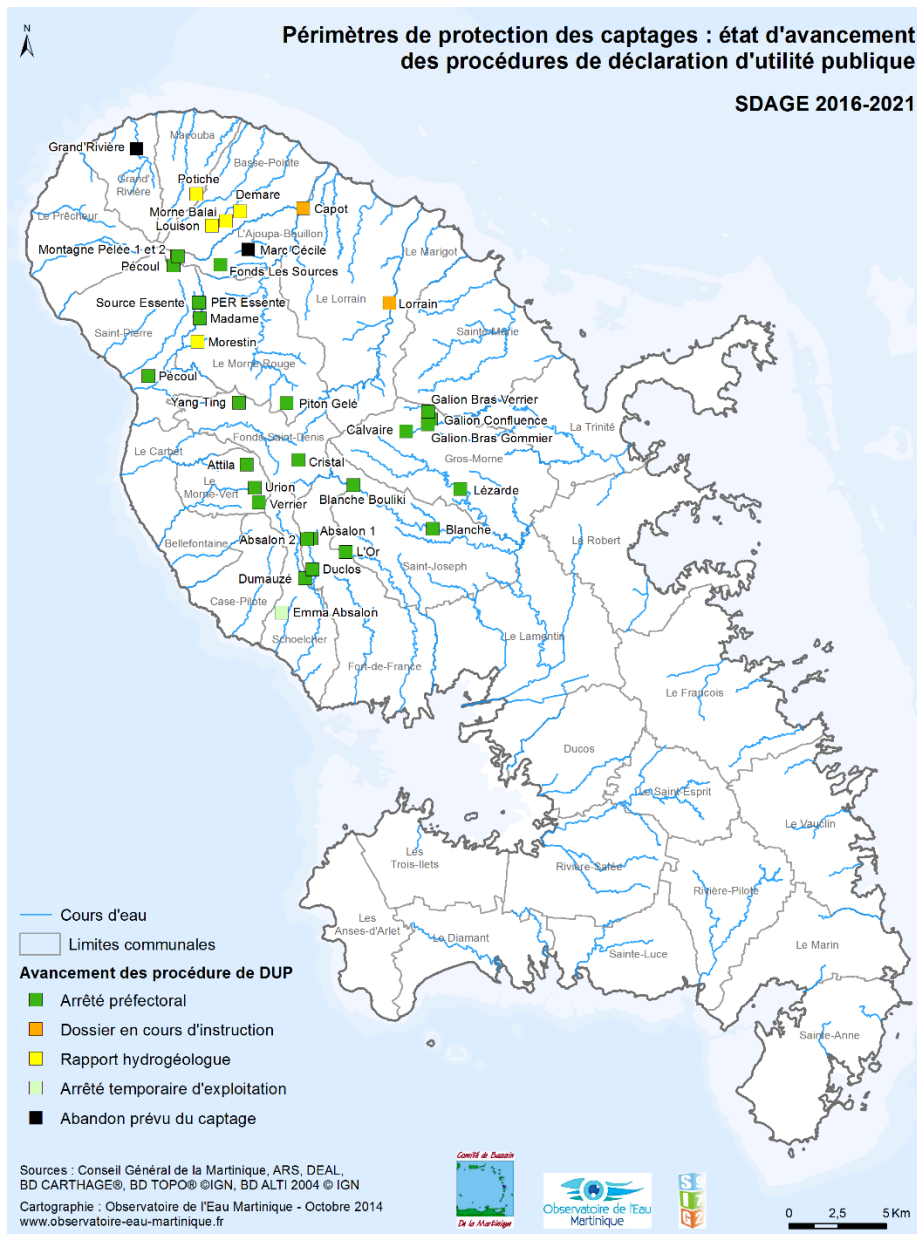 N
Périmètres de protection des captages : état d'avancement
des procédures de déclaration d'utilité publique
SDAGE 2016-2021
Macouba
Grand'Rivière
Basse-Pointe
Grand'
Rivière
Potiche
Demare
Le Prêcheur
Morne Balai
Capot
Louison
L'Ajoupa-Bouillon
Montagne Pelée 1 et 2
Marc Cécile
Le Marigot
Pécoul
Fonds Les Sources
Source Essente
PER Essente
Le Lorrain
Lorrain
Madame
Saint-Pierre
Sainte-Marie
Morestin
Le Morne Rouge
Pécoul
Yang Ting
Piton Gelé
Galion Bras-Verrier
Galion Confluence
Calvaire
Galion Bras Gommier
La Trinité
Fonds-Saint-Denis
Le Carbet
Gros-Morne
Attila
Cristal
Le
Morne-Vert
Urion
Lézarde
Verrier
Blanche Bouliki
Blanche
Absalon 1
Absalon 2
Bellefontaine
L'Or
Le Robert
Duclos
Saint-Joseph
Dumauzé
Case-Pilote
Emma Absalon
Schoelcher
Le Lamentin
Fort-de-France
Le François
Ducos
Le Saint Esprit
Le Vauclin
Les
Trois-Ilets
Rivière-Salée
Rivière-Pilote
Les
Anses-d'Arlet
Le Diamant
Le Marin
Sainte-Luce
Sainte-Anne
Cours d'eau
Limites communales
Avancement des procédure de DUP
Arrêté préfectoral
Dossier en cours d'instruction
Rapport hydrogéologue
Arrêté temporaire d'exploitation
Abandon prévu du captage
Sources : Conseil Général de la Martinique, ARS, DEAL,
BD CARTHAGE®, BD TOPO® ©IGN, BD ALTI 2004 © IGN
Cartographie : Observatoire de l'Eau Martinique - Octobre 2014
www.observatoire-eau-martinique.fr
Comité de Bassin
De la Martinique
Observatoire de l'Eau
Martinique
0 2,5 5 Km